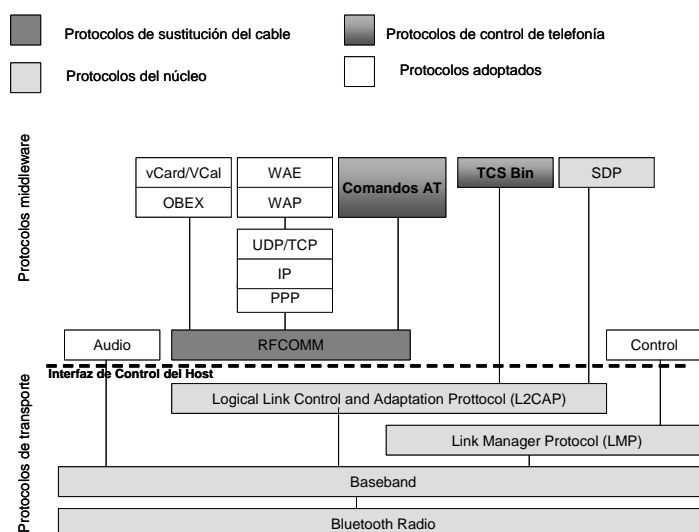 Protocolos de sustitución del cable
Protocolos de control de telefonía
Protocolos del núcleo
Protocolos adoptados
Protocolos middleware
vCard/VCal
OBEX
WAE
WAP
UDP/TCP
IP
PPP
Comandos AT
TCS Bin
SDP
Audio
RFCOMM
Control
Interfaz de Control del Host
Protocolos de transporte
Logical Link Control and Adaptation Prottocol (L2CAP)
Link Manager Protocol (LMP)
Baseband
Bluetooth Radio